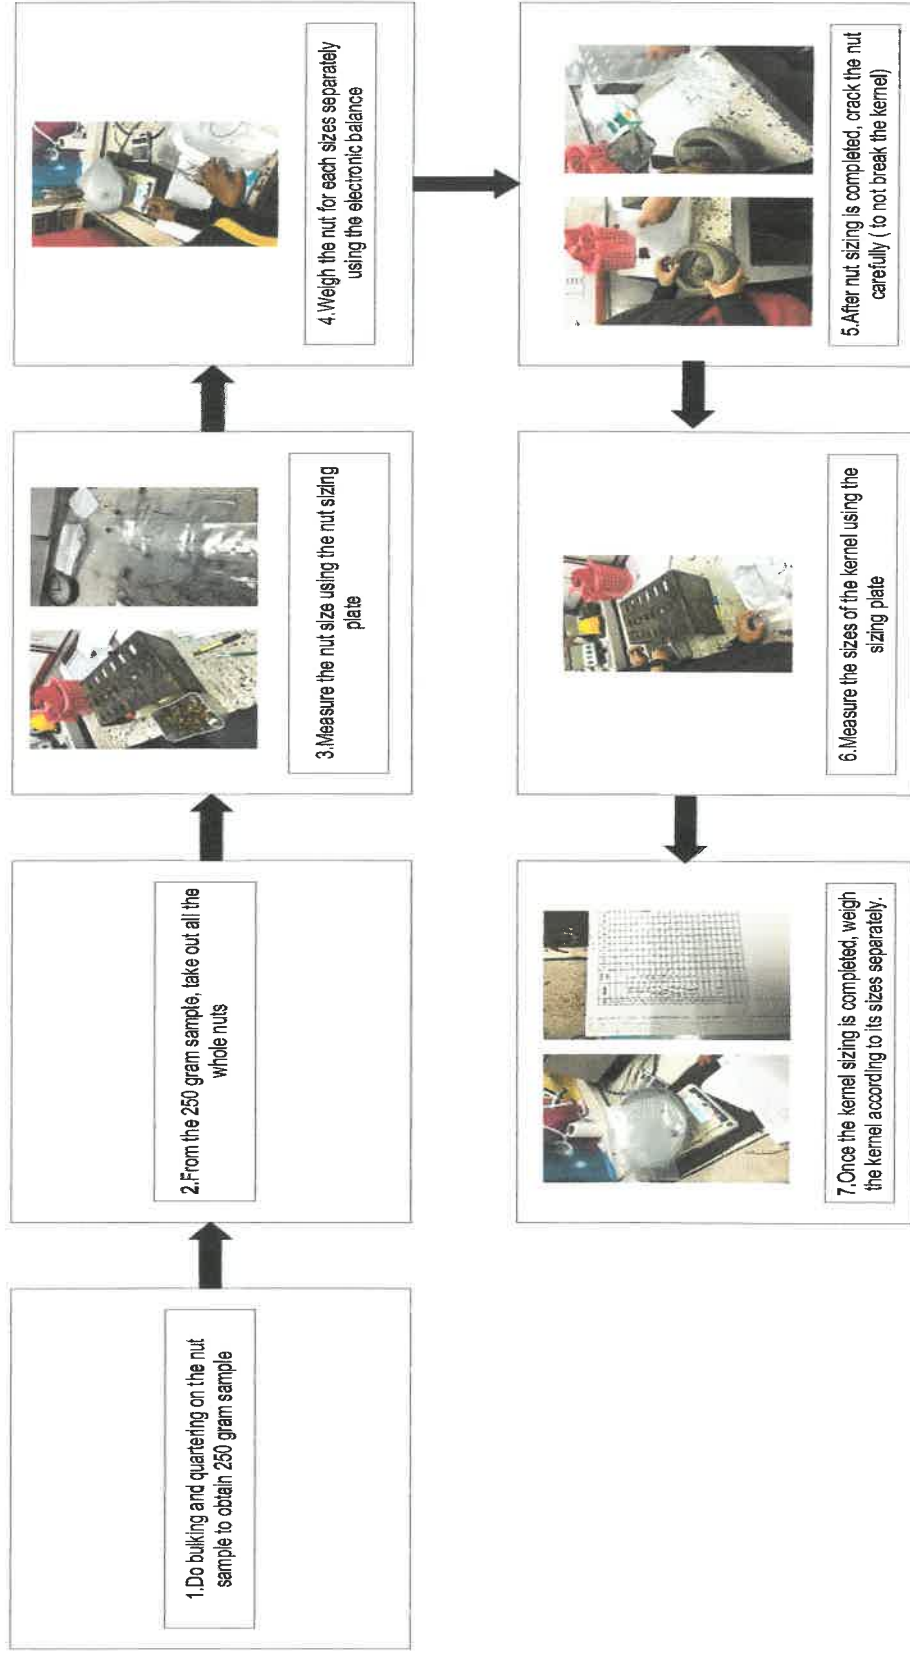 1.Do bulking and quartering on the nut
sample to obtain 250 gram sample
2.From the 250 gram sample, take out all the
whole nuts
3.Measure the nut size using the nut sizing
plate
4.Weigh the nut for each sizes separately
using the electronic balance
5.After nut sizing is completed, crack the nut
carefully ( to not break the kernel)
6.Measure the sizes of the kernel using the
sizing plate
7.Once the kernel sizing is completed, weigh
the kernel according to its sizes separately.